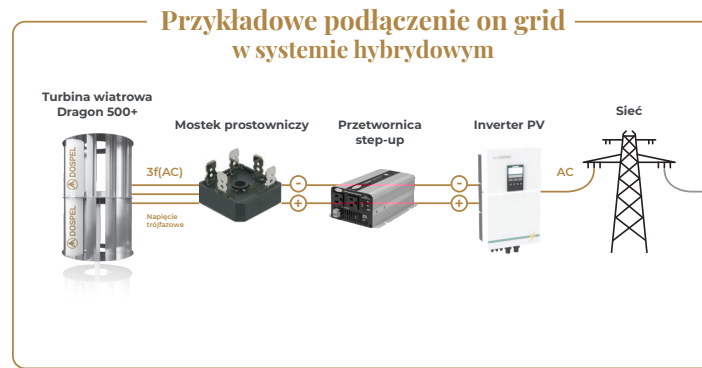 Przykładowe podłączenie on grid
w systemie hybrydowym
Turbina wiatrowa
Dragon 500+
Mostek prostowniczy
Przetwornica
step-up
Inverter PV
Sieć
3f(AC)
Napięcie
trójfazowe
DOSPEL
DOSPEL
-
+
-
+
AC